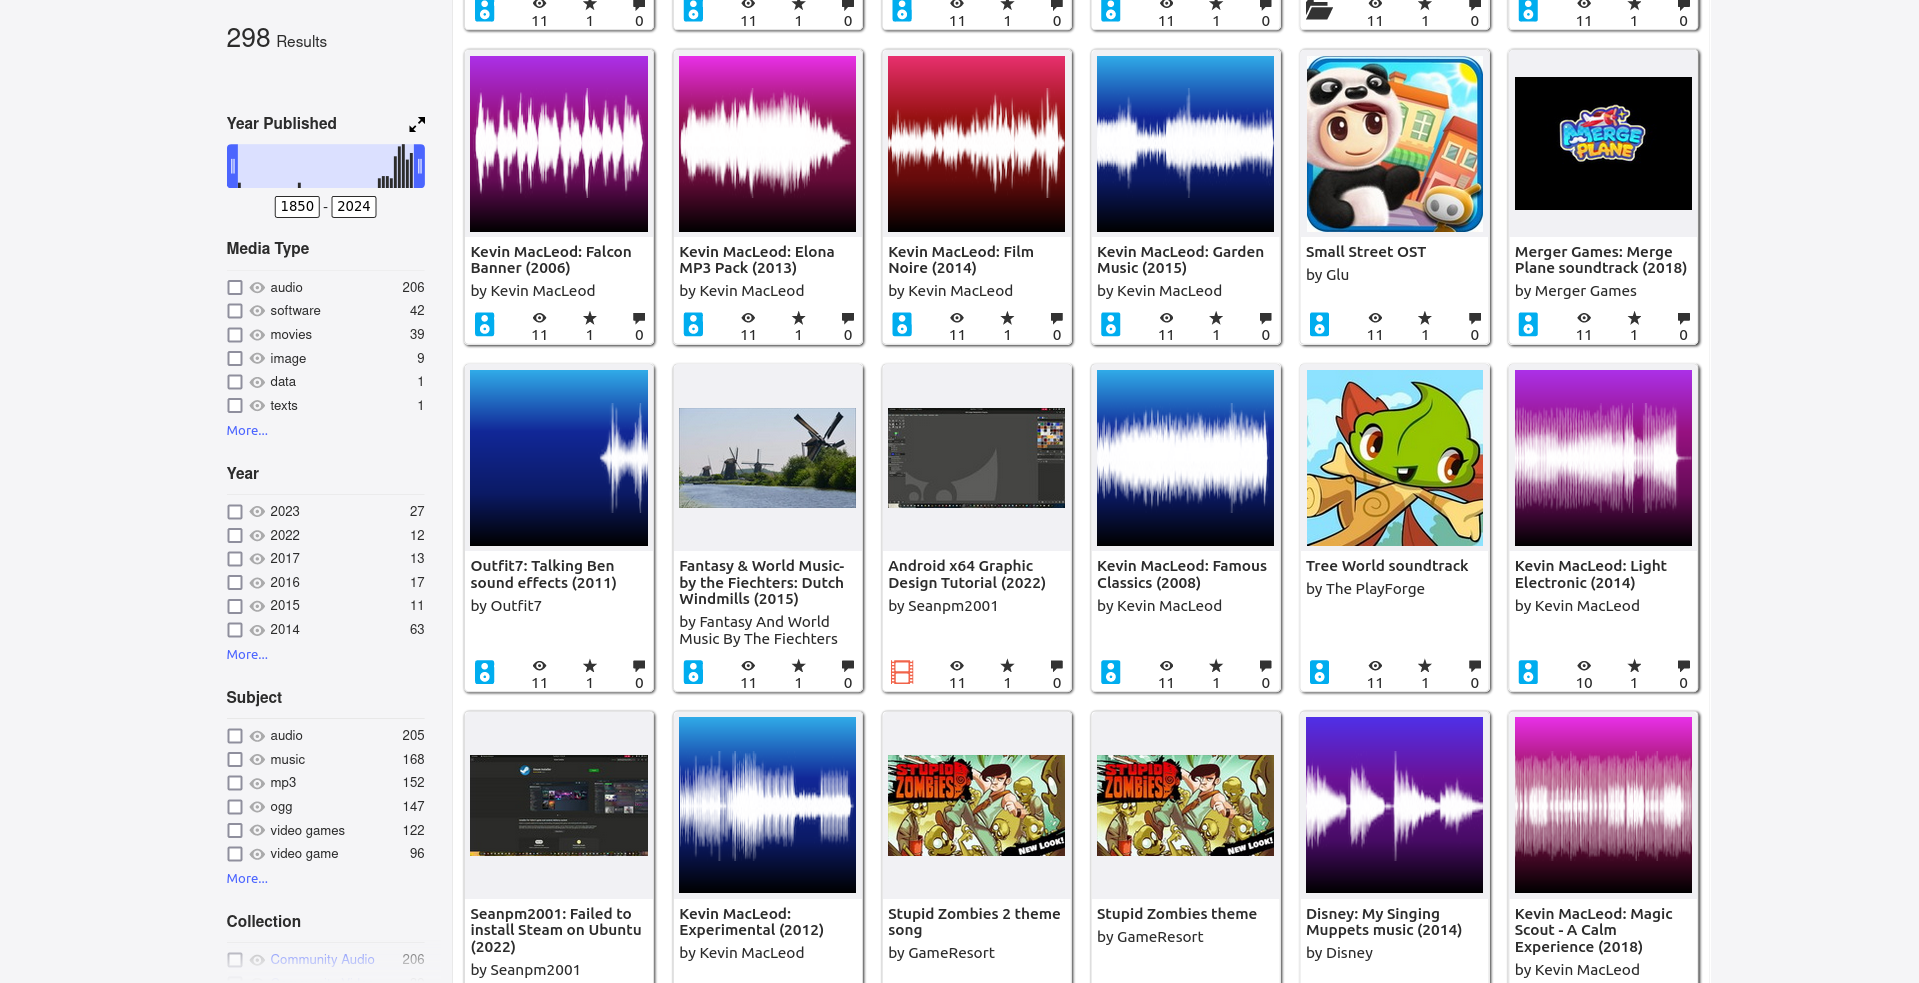 298 Results
Year Published
1850 - 2024
Media Type
audio 206
software 42
movies 39
image 9
data 1
texts 1
More...
Year
2023 27
2022 12
2017 13
2016 17
2015 11
2014 63
More...
Subject
audio 205
music 168
mp3 152
ogg 147
video games 122
video game 96
More...
Collection
Community Audio 206
11 1 0
11 1 0
11 1 0
11 1 0
11 1 0
11 1 0
Kevin MacLeod: Falcon
Banner (2006)
by Kevin MacLeod
11 1 0
Kevin MacLeod: Elona
MP3 Pack (2013)
by Kevin MacLeod
11 1 0
Kevin MacLeod: Film
Noire (2014)
by Kevin MacLeod
11 1 0
Kevin MacLeod: Garden
Music (2015)
by Kevin MacLeod
11 1 0
Small Street OST
by Glu
11 1 0
MERGE
PLANE
Merger Games: Merge
Plane soundtrack (2018)
by Merger Games
11 1 0
Outfit7: Talking Ben
sound effects (2011)
by Outfit7
11 1 0
Fantasy & World Music-
by the Fiechters: Dutch
Windmills (2015)
by Fantasy And World
Music By The Fiechters
11 1 0
Android x64 Graphic
Design Tutorial (2022)
by Seanpm2001
11 1 0
Kevin MacLeod: Famous
Classics (2008)
by Kevin MacLeod
11 1 0
Tree World soundtrack
by The PlayForge
11 1 0
Kevin MacLeod: Light
Electronic (2014)
by Kevin MacLeod
10 1 0
Seanpm2001: Failed to
install Steam on Ubuntu
(2022)
by Seanpm2001
Kevin MacLeod:
Experimental (2012)
by Kevin MacLeod
STUPID
ZOMBIES
NEW LOOK!
Stupid Zombies 2 theme
song
by GameResort
STUPID
ZOMBIES
NEW LOOK!
Stupid Zombies theme
by GameResort
Disney: My Singing
Muppets music (2014)
by Disney
Kevin MacLeod: Magic
Scout - A Calm
Experience (2018)
by Kevin MacLeod